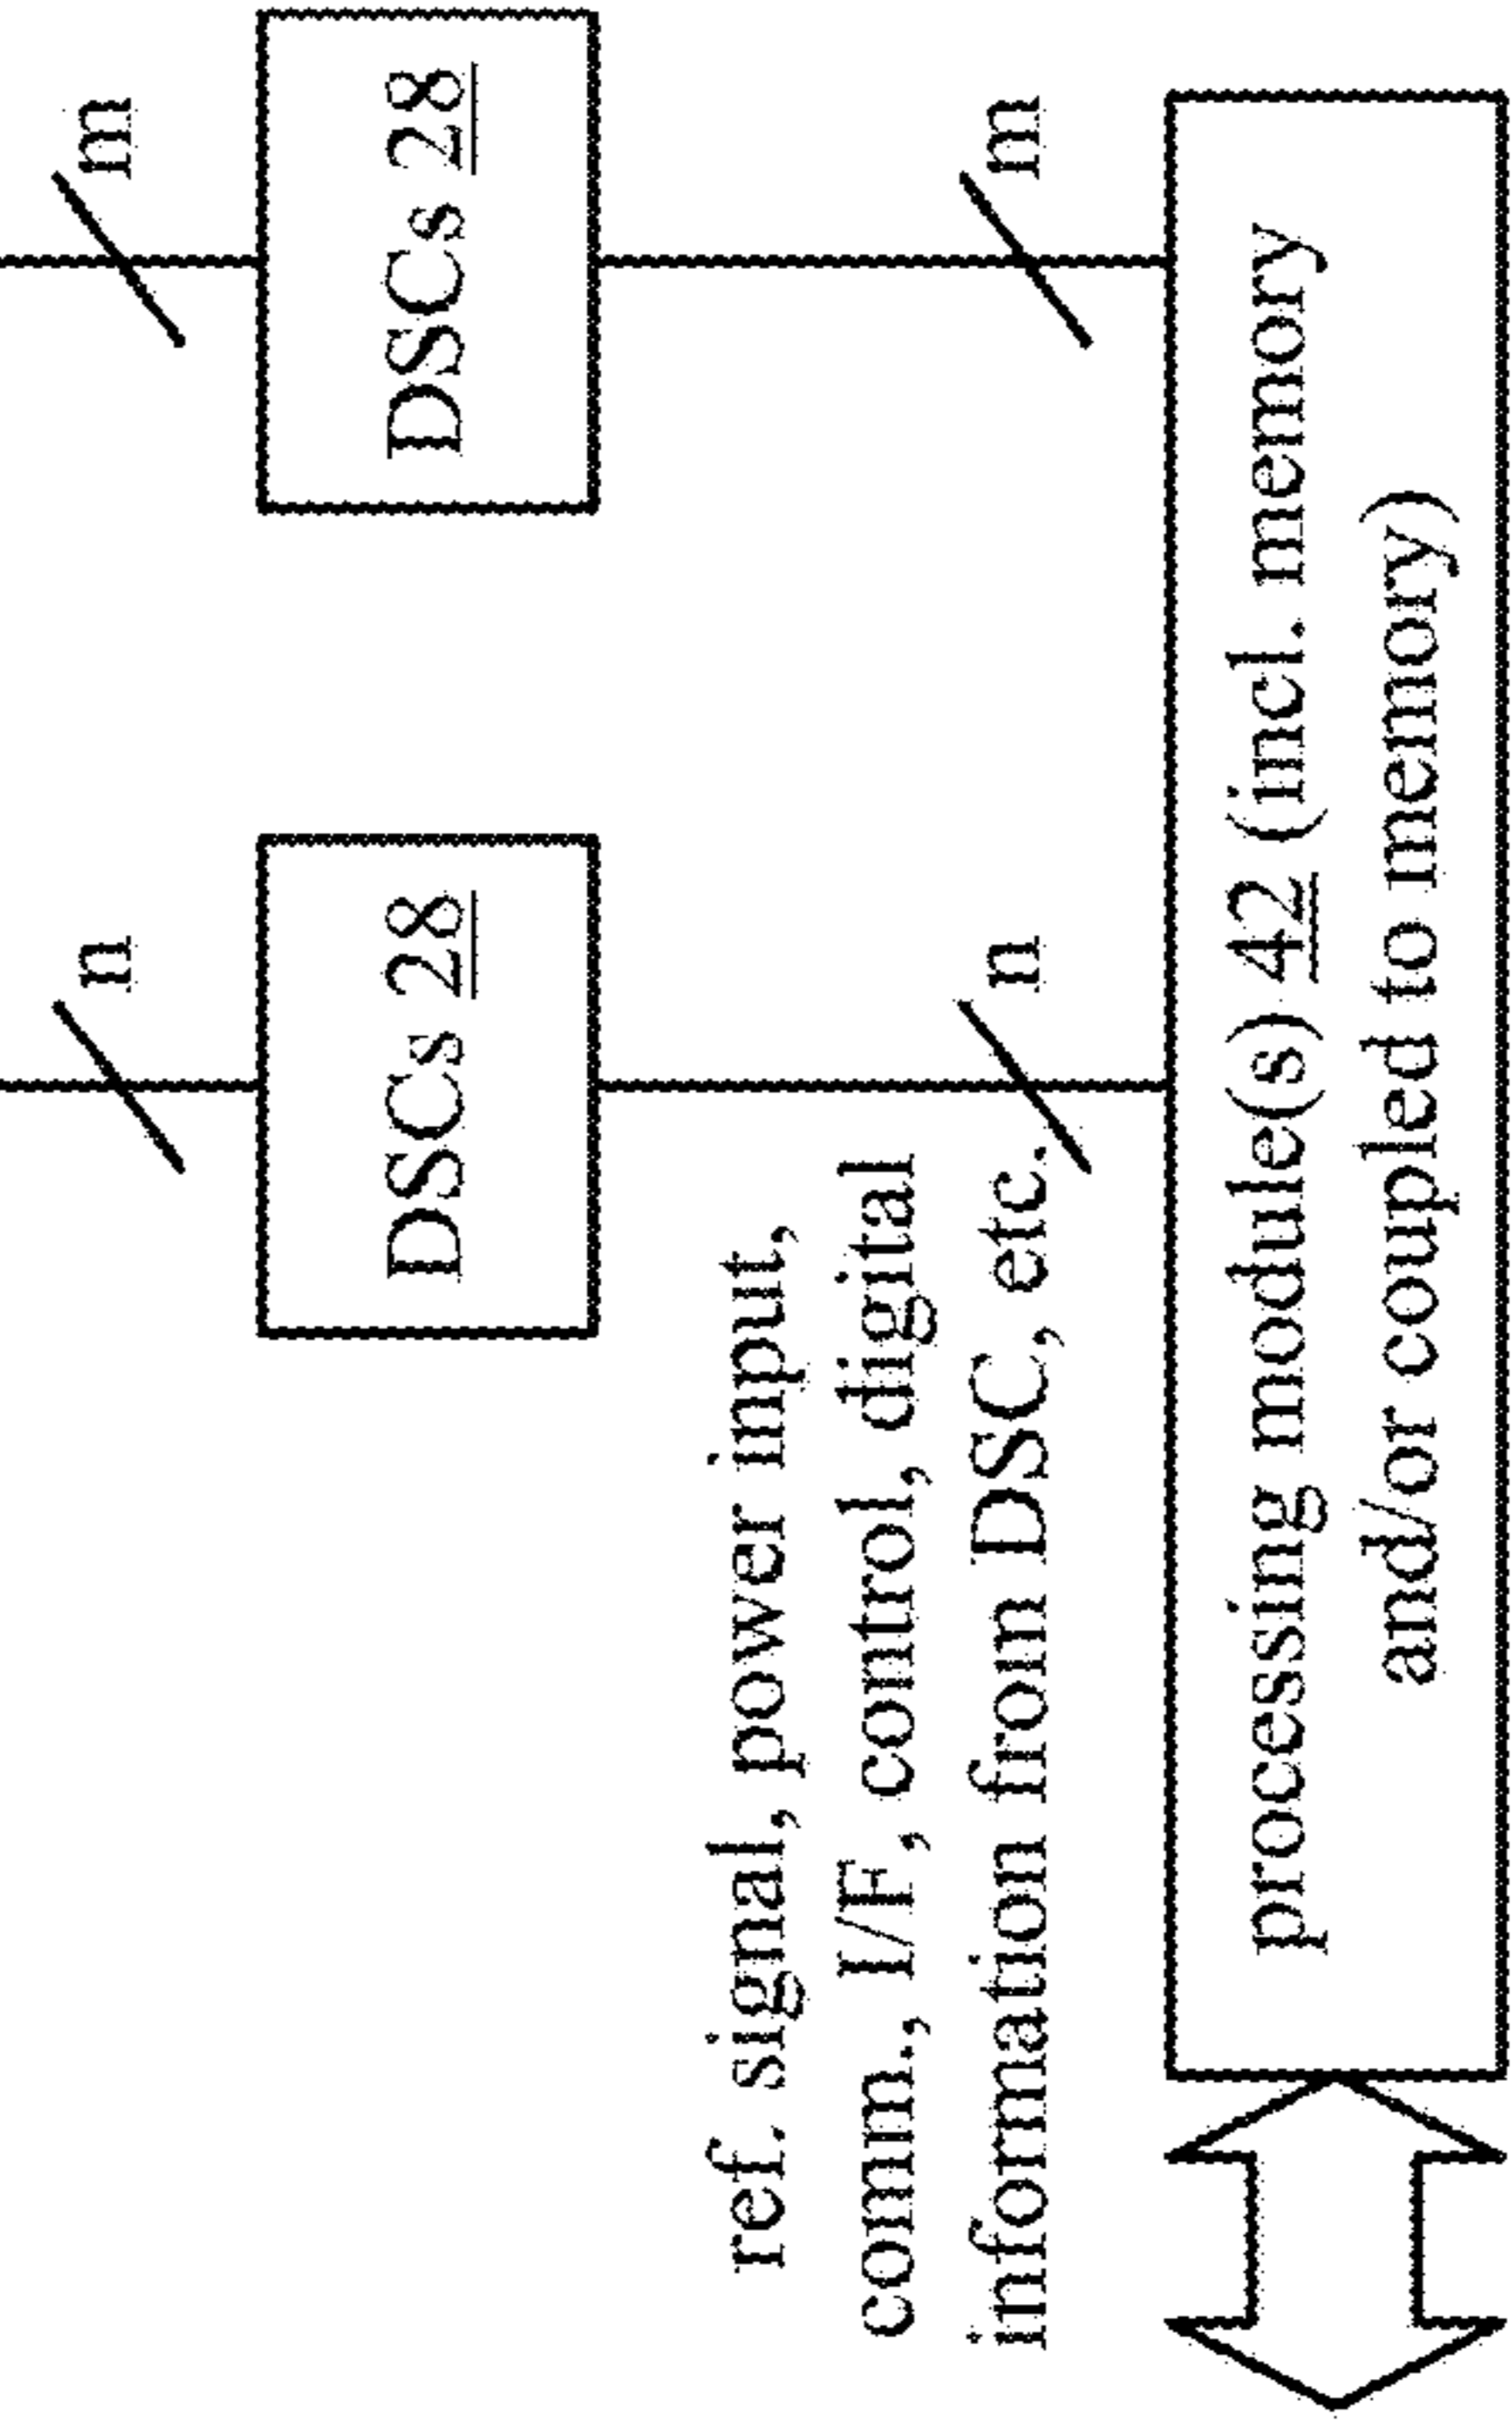 m
DSCs 28
m
n
DSCs 28
n
ref. signal, power input,
comm., I/F, control, digital
information from DSC, etc.
processing module(s) 42 (incl. memory
and/or coupled to memory)